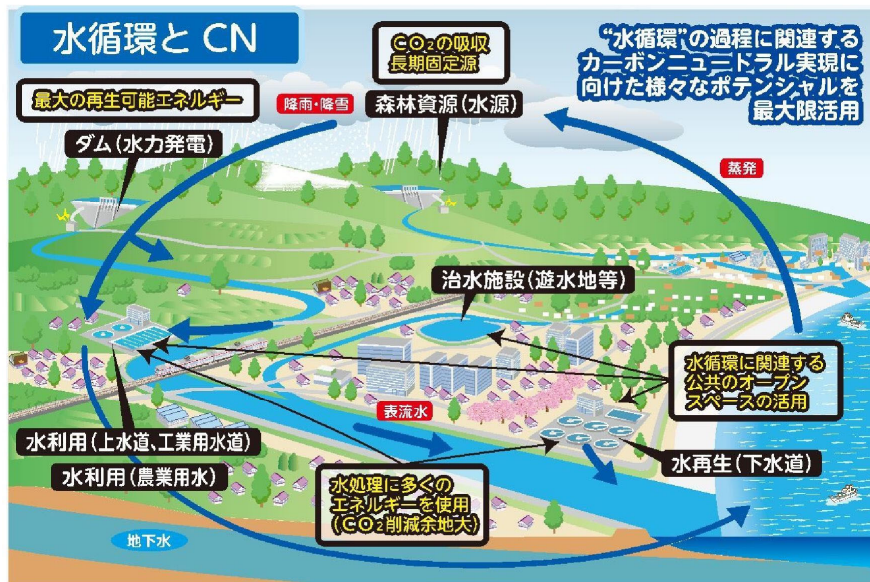 水循環と CN
CO₂の吸収
長期固定源
“水循環”の過程に関連する
カーボンニュートラル実現に
向けた様々なポテンシャルを
最大限活用
最大の再生可能エネルギー
降雨・降雪
森林資源(水源)
ダム(水力発電)
蒸発
治水施設(遊水地等)
水循環に関連する
公共のオープン
スペースの活用
表流水
水利用(上水道、工業用水道)
水利用(農業用水)
水処理に多くの
エネルギーを使用
(CO₂削減余地大)
水再生(下水道)
地下水